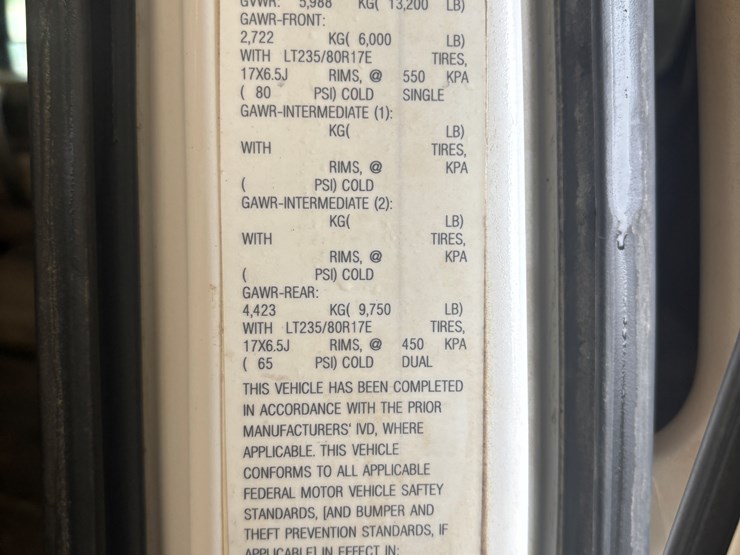 GVWR: 5,988 KG( 13,200 LB)
GAWR-FRONT:
2,722 KG( 6,000 LB)
WITH LT235/80R17E TIRES,
17X6.5J RIMS, @ 550 KPA
( 80 PSI) COLD SINGLE
GAWR-INTERMEDIATE (1):
KG( LB)
WITH TIRES,
RIMS, @ KPA
( PSI) COLD
GAWR-INTERMEDIATE (2):
KG( LB)
WITH TIRES,
RIMS, @ KPA
( PSI) COLD
GAWR-REAR:
4,423 KG( 9,750 LB)
WITH LT235/80R17E TIRES,
17X6.5J RIMS, @ 450 KPA
( 65 PSI) COLD DUAL
THIS VEHICLE HAS BEEN COMPLETED
IN ACCORDANCE WITH THE PRIOR
MANUFACTURERS' IVD, WHERE
APPLICABLE. THIS VEHICLE
CONFORMS TO ALL APPLICABLE
FEDERAL MOTOR VEHICLE SAFTEY
STANDARDS, [AND BUMPER AND
THEFT PREVENTION STANDARDS, IF
APPLICABLE] IN EFFECT IN: